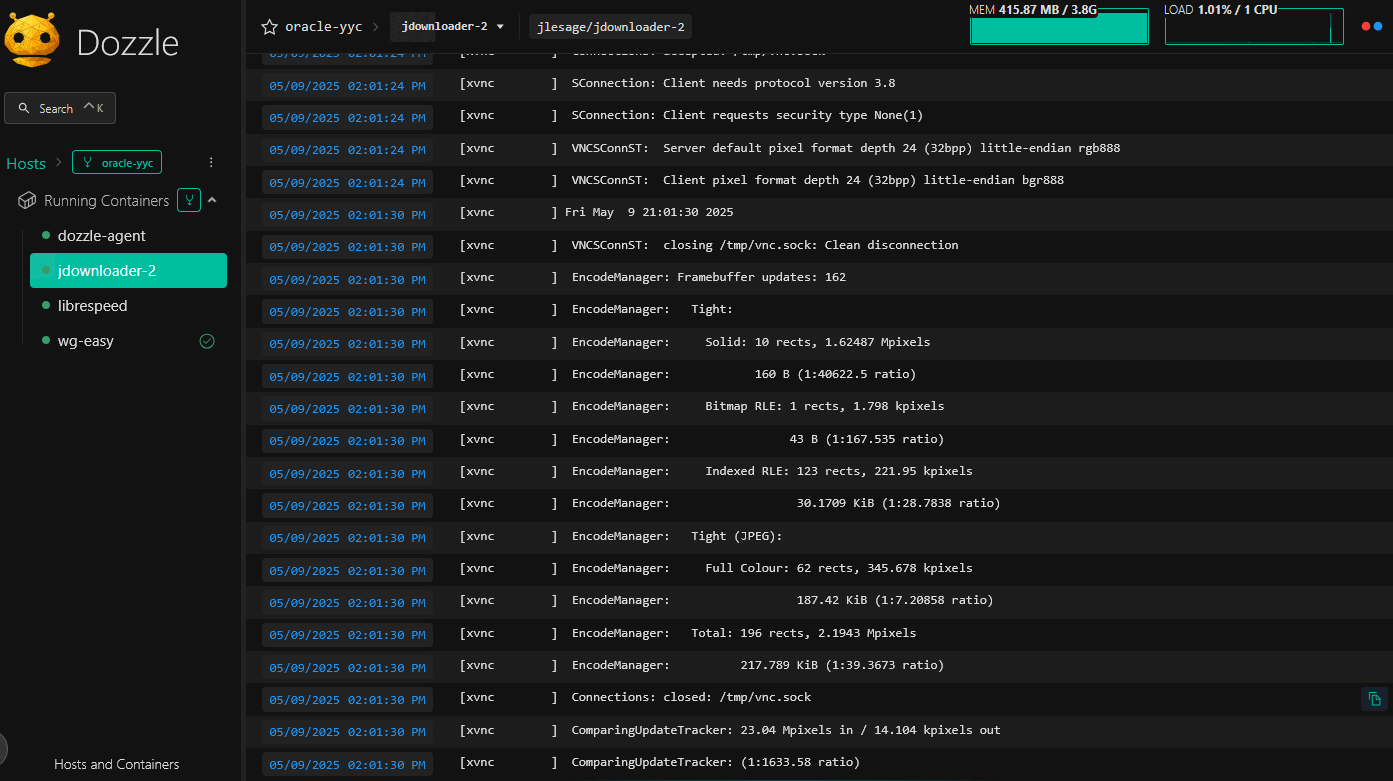 Dozzle
Search ^K
Hosts
oracle-yyc
Running Containers
dozzle-agent
jdownloader-2
librespeed
wg-easy
Hosts and Containers
oracle-yyc
jdownloader-2
jlesage/jdownloader-2
MEM 415.87 MB / 3.8G
LOAD 1.01% / 1 CPU
05/09/2025 02:01:24 PM [xvnc ] SConnection: Client needs protocol version 3.8
05/09/2025 02:01:24 PM [xvnc ] SConnection: Client requests security type None(1)
05/09/2025 02:01:24 PM [xvnc ] VNCSConnST: Server default pixel format depth 24 (32bpp) little-endian rgb888
05/09/2025 02:01:24 PM [xvnc ] VNCSConnST: Client pixel format depth 24 (32bpp) little-endian bgr888
05/09/2025 02:01:30 PM [xvnc ] Fri May 9 21:01:30 2025
05/09/2025 02:01:30 PM [xvnc ] VNCSConnST: closing /tmp/vnc.sock: Clean disconnection
05/09/2025 02:01:30 PM [xvnc ] EncodeManager: Framebuffer updates: 162
05/09/2025 02:01:30 PM [xvnc ] EncodeManager: Tight:
05/09/2025 02:01:30 PM [xvnc ] EncodeManager: Solid: 10 rects, 1.62487 Mpixels
05/09/2025 02:01:30 PM [xvnc ] EncodeManager: 160 B (1:40622.5 ratio)
05/09/2025 02:01:30 PM [xvnc ] EncodeManager: Bitmap RLE: 1 rects, 1.798 kpixels
05/09/2025 02:01:30 PM [xvnc ] EncodeManager: 43 B (1:167.535 ratio)
05/09/2025 02:01:30 PM [xvnc ] EncodeManager: Indexed RLE: 123 rects, 221.95 kpixels
05/09/2025 02:01:30 PM [xvnc ] EncodeManager: 30.1709 KiB (1:28.7838 ratio)
05/09/2025 02:01:30 PM [xvnc ] EncodeManager: Tight (JPEG):
05/09/2025 02:01:30 PM [xvnc ] EncodeManager: Full Colour: 62 rects, 345.678 kpixels
05/09/2025 02:01:30 PM [xvnc ] EncodeManager: 187.42 KiB (1:7.20858 ratio)
05/09/2025 02:01:30 PM [xvnc ] EncodeManager: Total: 196 rects, 2.1943 Mpixels
05/09/2025 02:01:30 PM [xvnc ] EncodeManager: 217.789 KiB (1:39.3673 ratio)
05/09/2025 02:01:30 PM [xvnc ] Connections: closed: /tmp/vnc.sock
05/09/2025 02:01:30 PM [xvnc ] ComparingUpdateTracker: 23.04 Mpixels in / 14.104 kpixels out
05/09/2025 02:01:30 PM [xvnc ] ComparingUpdateTracker: (1:1633.58 ratio)